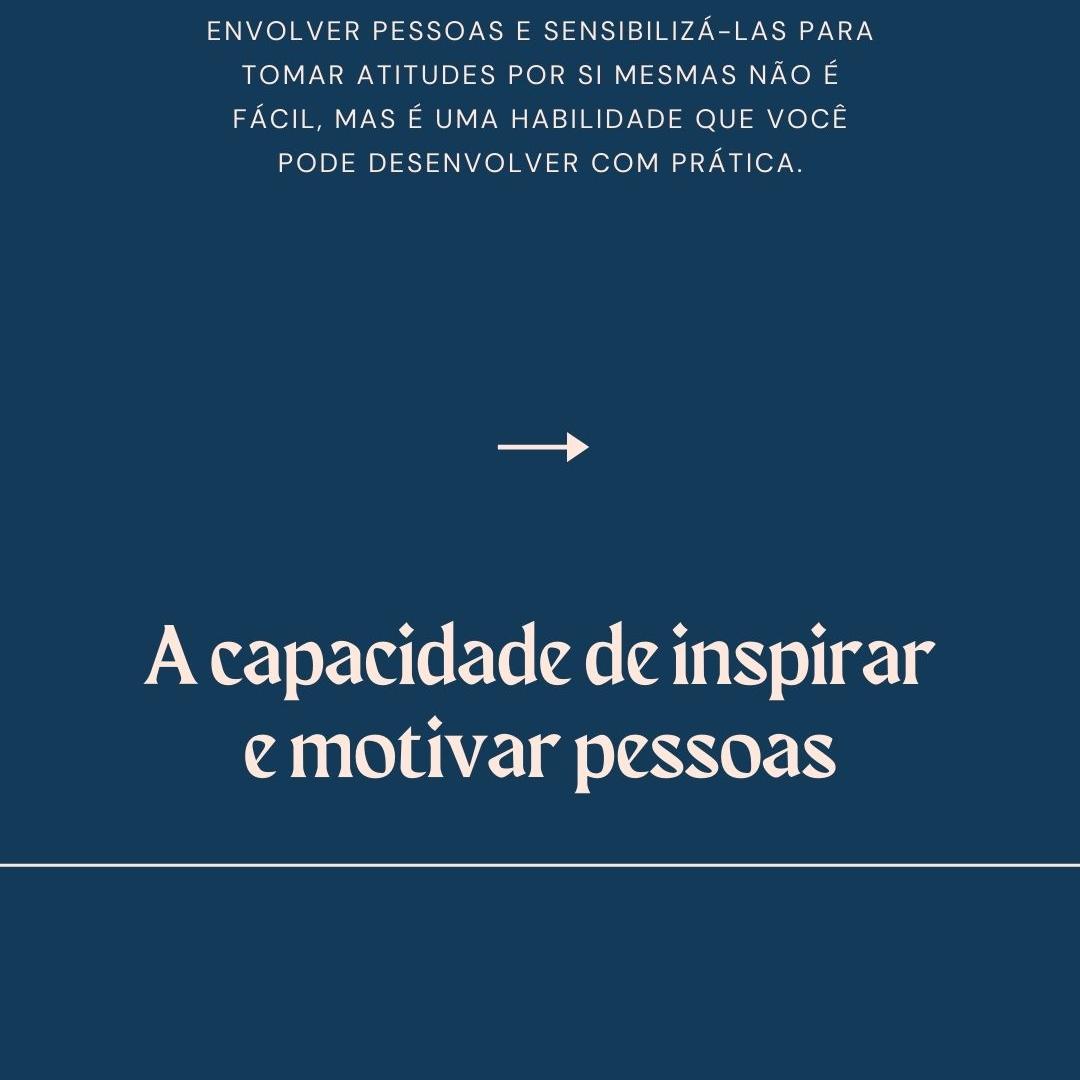 ENVOLVER PESSOAS E SENSIBILIZÁ-LAS PARA
TOMAR ATITUDES POR SI MESMAS NÃO É
FÁCIL, MAS É UMA HABILIDADE QUE VOCÊ
PODE DESENVOLVER COM PRÁTICA.
A capacidade de inspirar
e motivar pessoas